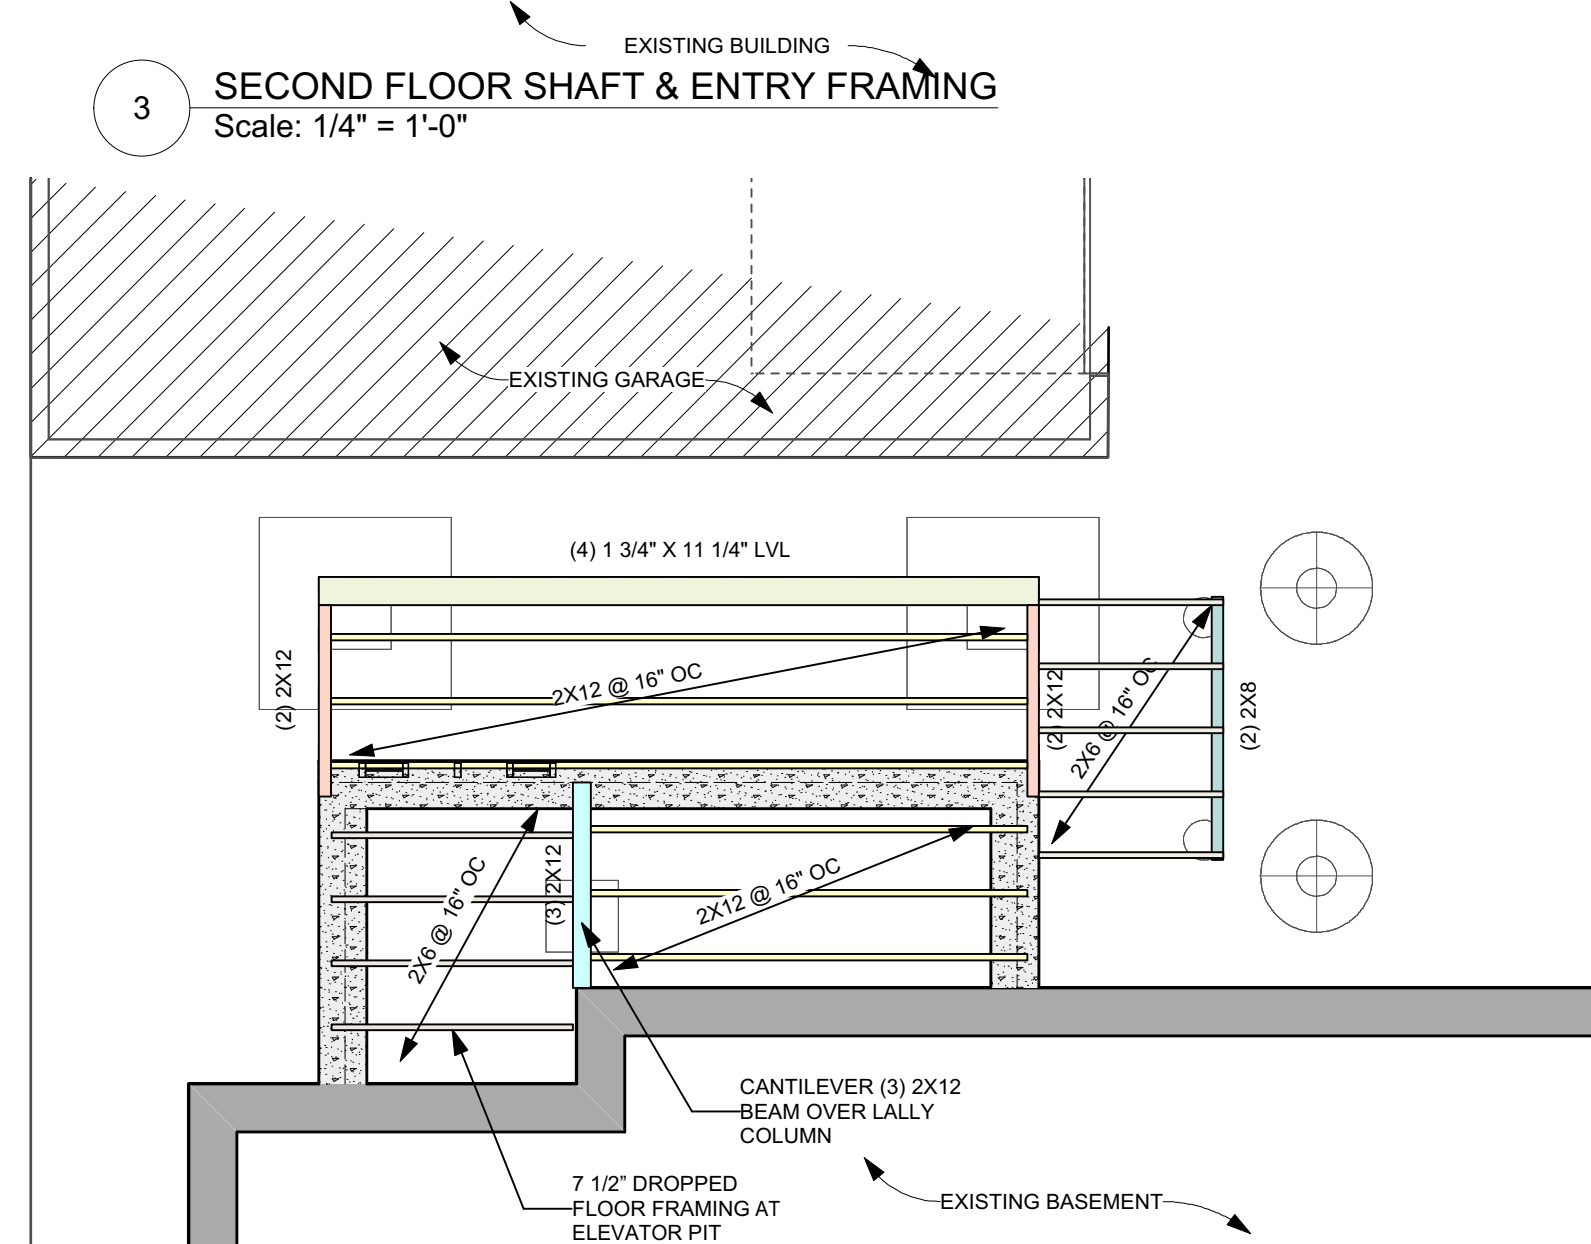 EXISTING BUILDING
3
SECOND FLOOR SHAFT & ENTRY FRAMING
Scale: 1/4" = 1'-0"
EXISTING GARAGE
(4) 1 3/4" X 11 1/4" LVL
(2) 2X12
2X12 @ 16" OC
(2) 2X12
2X6 @ 16" OC
(2) 2X8
2X6 @ 16" OC
(3) 2X12
2X12 @ 16" OC
CANTILEVER (3) 2X12
BEAM OVER LALLY
COLUMN
7 1/2” DROPPED
FLOOR FRAMING AT
ELEVATOR PIT
EXISTING BASEMENT